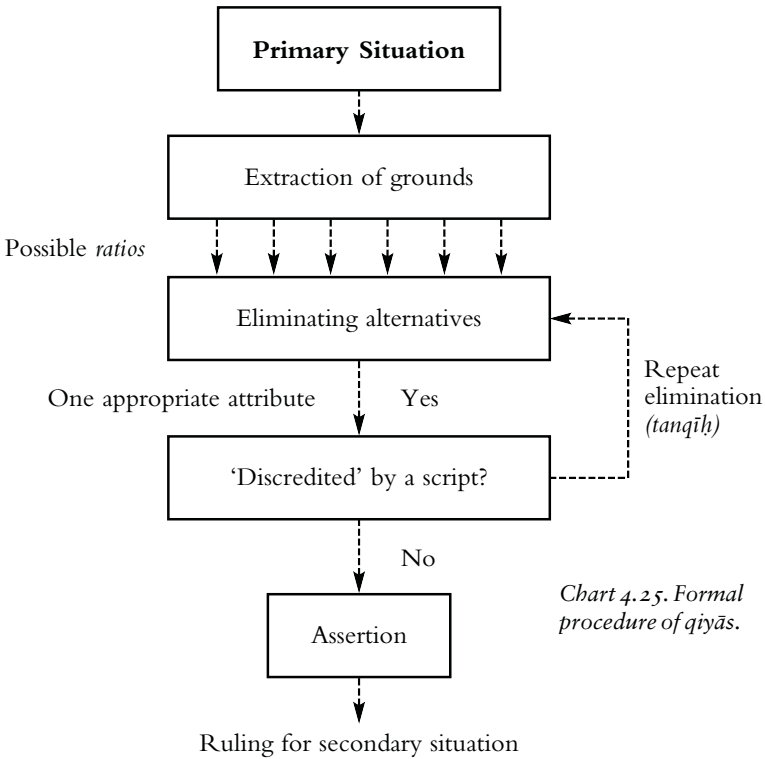 Primary Situation
Extraction of grounds
Possible ratios
Eliminating alternatives
One appropriate attribute
Yes
Repeat
elimination
(tanqīḥ)
‘Discredited’ by a script?
No
Chart 4.25. Formal
procedure of qiyās.
Assertion
Ruling for secondary situation